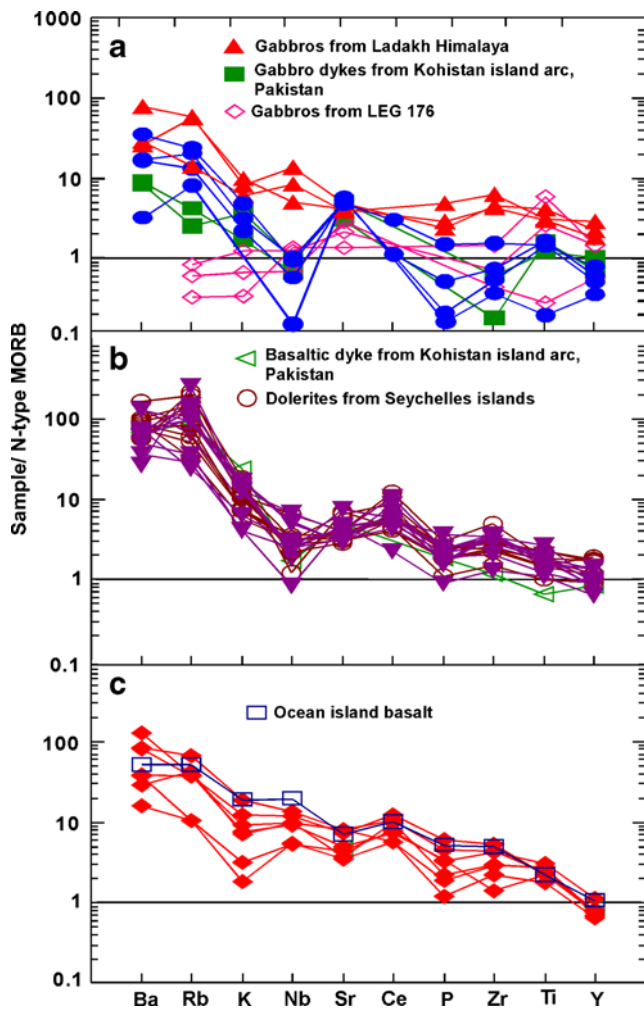 1000
a
Gabbros from Ladakh Himalaya
Gabbro dykes from Kohistan island arc,
Pakistan
Gabbros from LEG 176
100
10
1
0.1
b
Basaltic dyke from Kohistan island arc,
Pakistan
Dolerites from Seychelles islands
100
10
1
0.1
c
Ocean island basalt
100
10
1
0.1
Sample/ N-type MORB
Ba Rb K Nb Sr Ce P Zr Ti Y